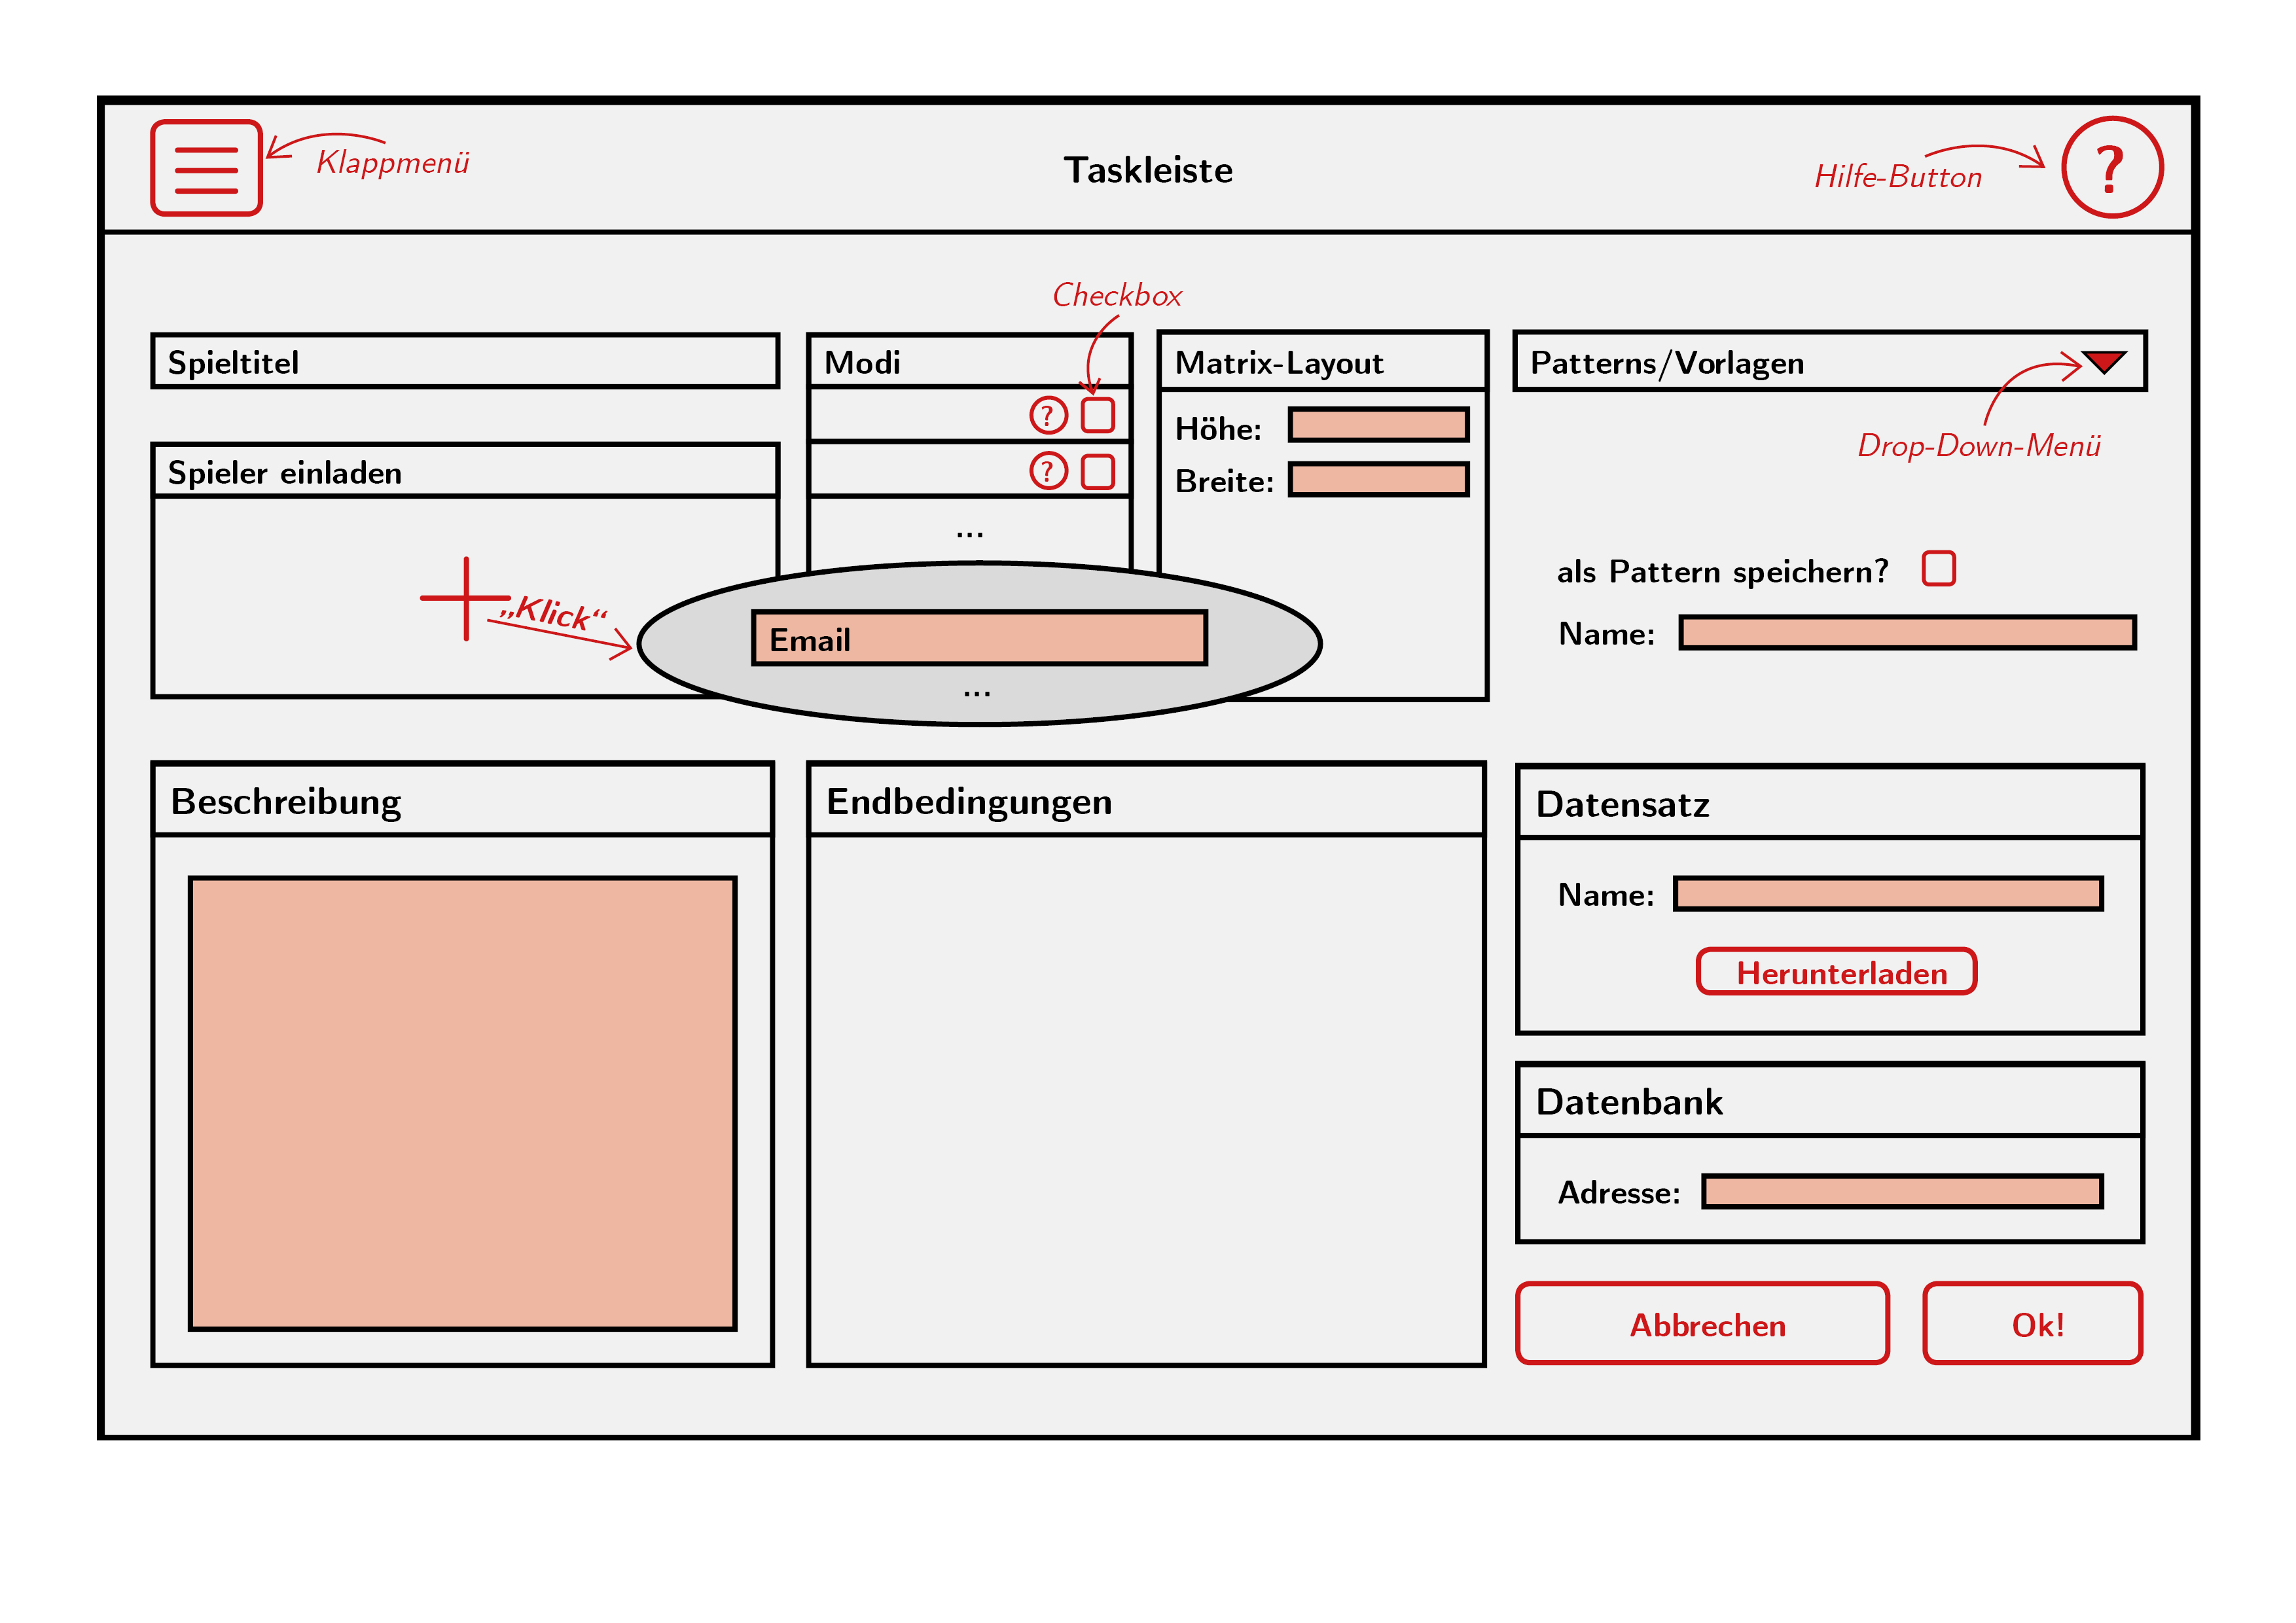 Klappmenü
Taskleiste
Hilfe-Button
?
Checkbox
Spieltitel
Modi
Matrix-Layout
Patterns/Vorlagen
?
Höhe:
Drop-Down-Menü
Spieler einladen
?
Breite:
...
als Pattern speichern?
„Klick“
Email
Name:
...
Beschreibung
Endbedingungen
Datensatz
Name:
Herunterladen
Datenbank
Adresse:
Abbrechen
Ok!